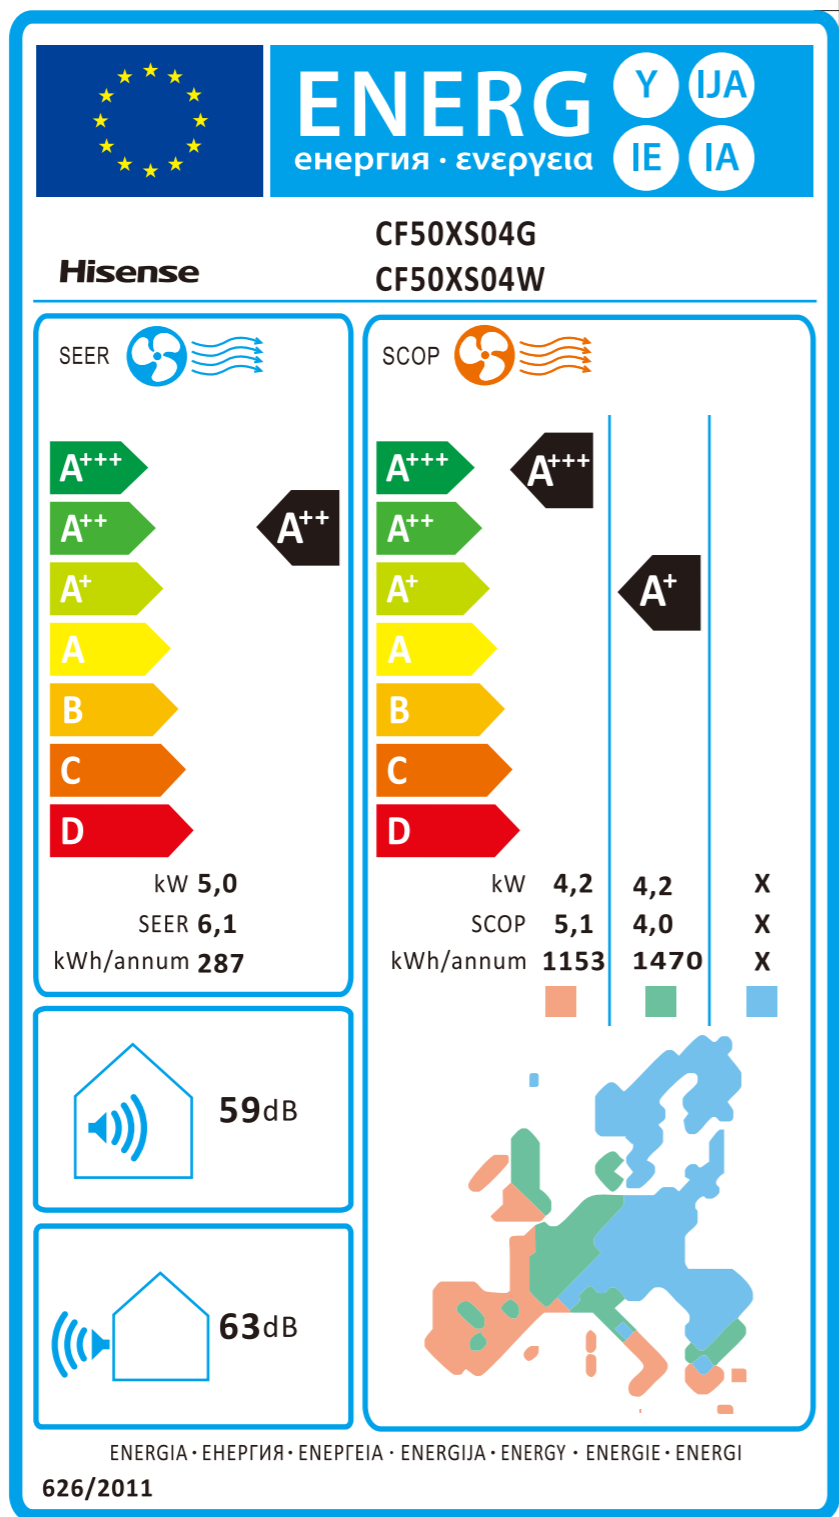 ENERG
енергия · ενεργεια
Y
IJA
IE
IA
Hisense
CF50XS04G
CF50XS04W
SEER
A+++
A++
A+
A
B
C
D
A++
kW 5,0
SEER 6,1
kWh/annum 287
SCOP
A+++
A++
A+
A
B
C
D
A+++
A+
kW 4,2 4,2 X
SCOP 5,1 4,0 X
kWh/annum 1153 1470 X
59dB
63dB
ENERGIA · ЕНЕРГИЯ · ΕΝΕΡΓΕΙΑ · ENERGIJA · ENERGY · ENERGIE · ENERGI
626/2011